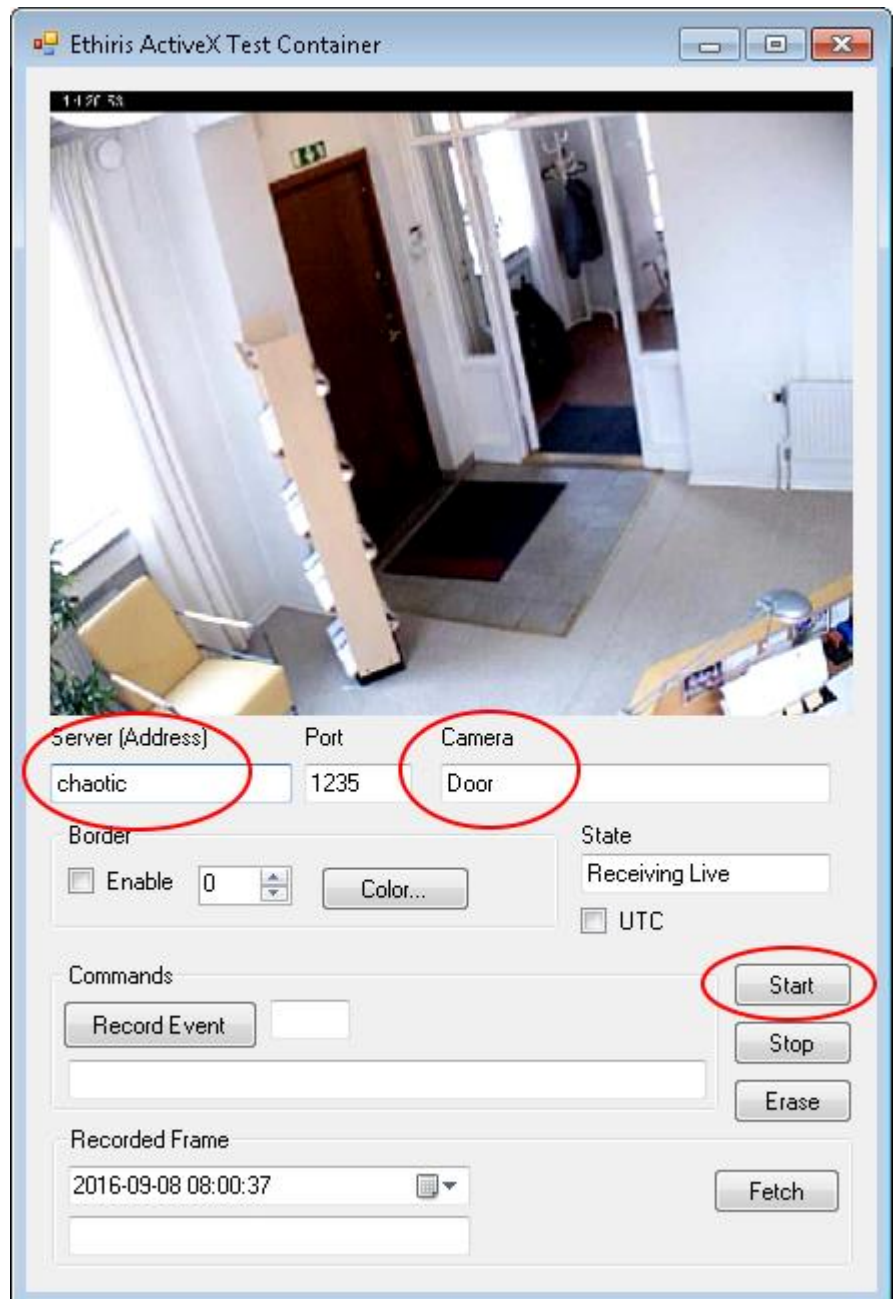 Ethiris ActiveX Test Container
Server (Address) Port Camera
chaotic 1235 Door
Border State
Enable 0 Color... Receiving Live
UTC
Commands
Start
Record Event
Stop
Erase
Recorded Frame
2016-09-08 08:00:37 Fetch